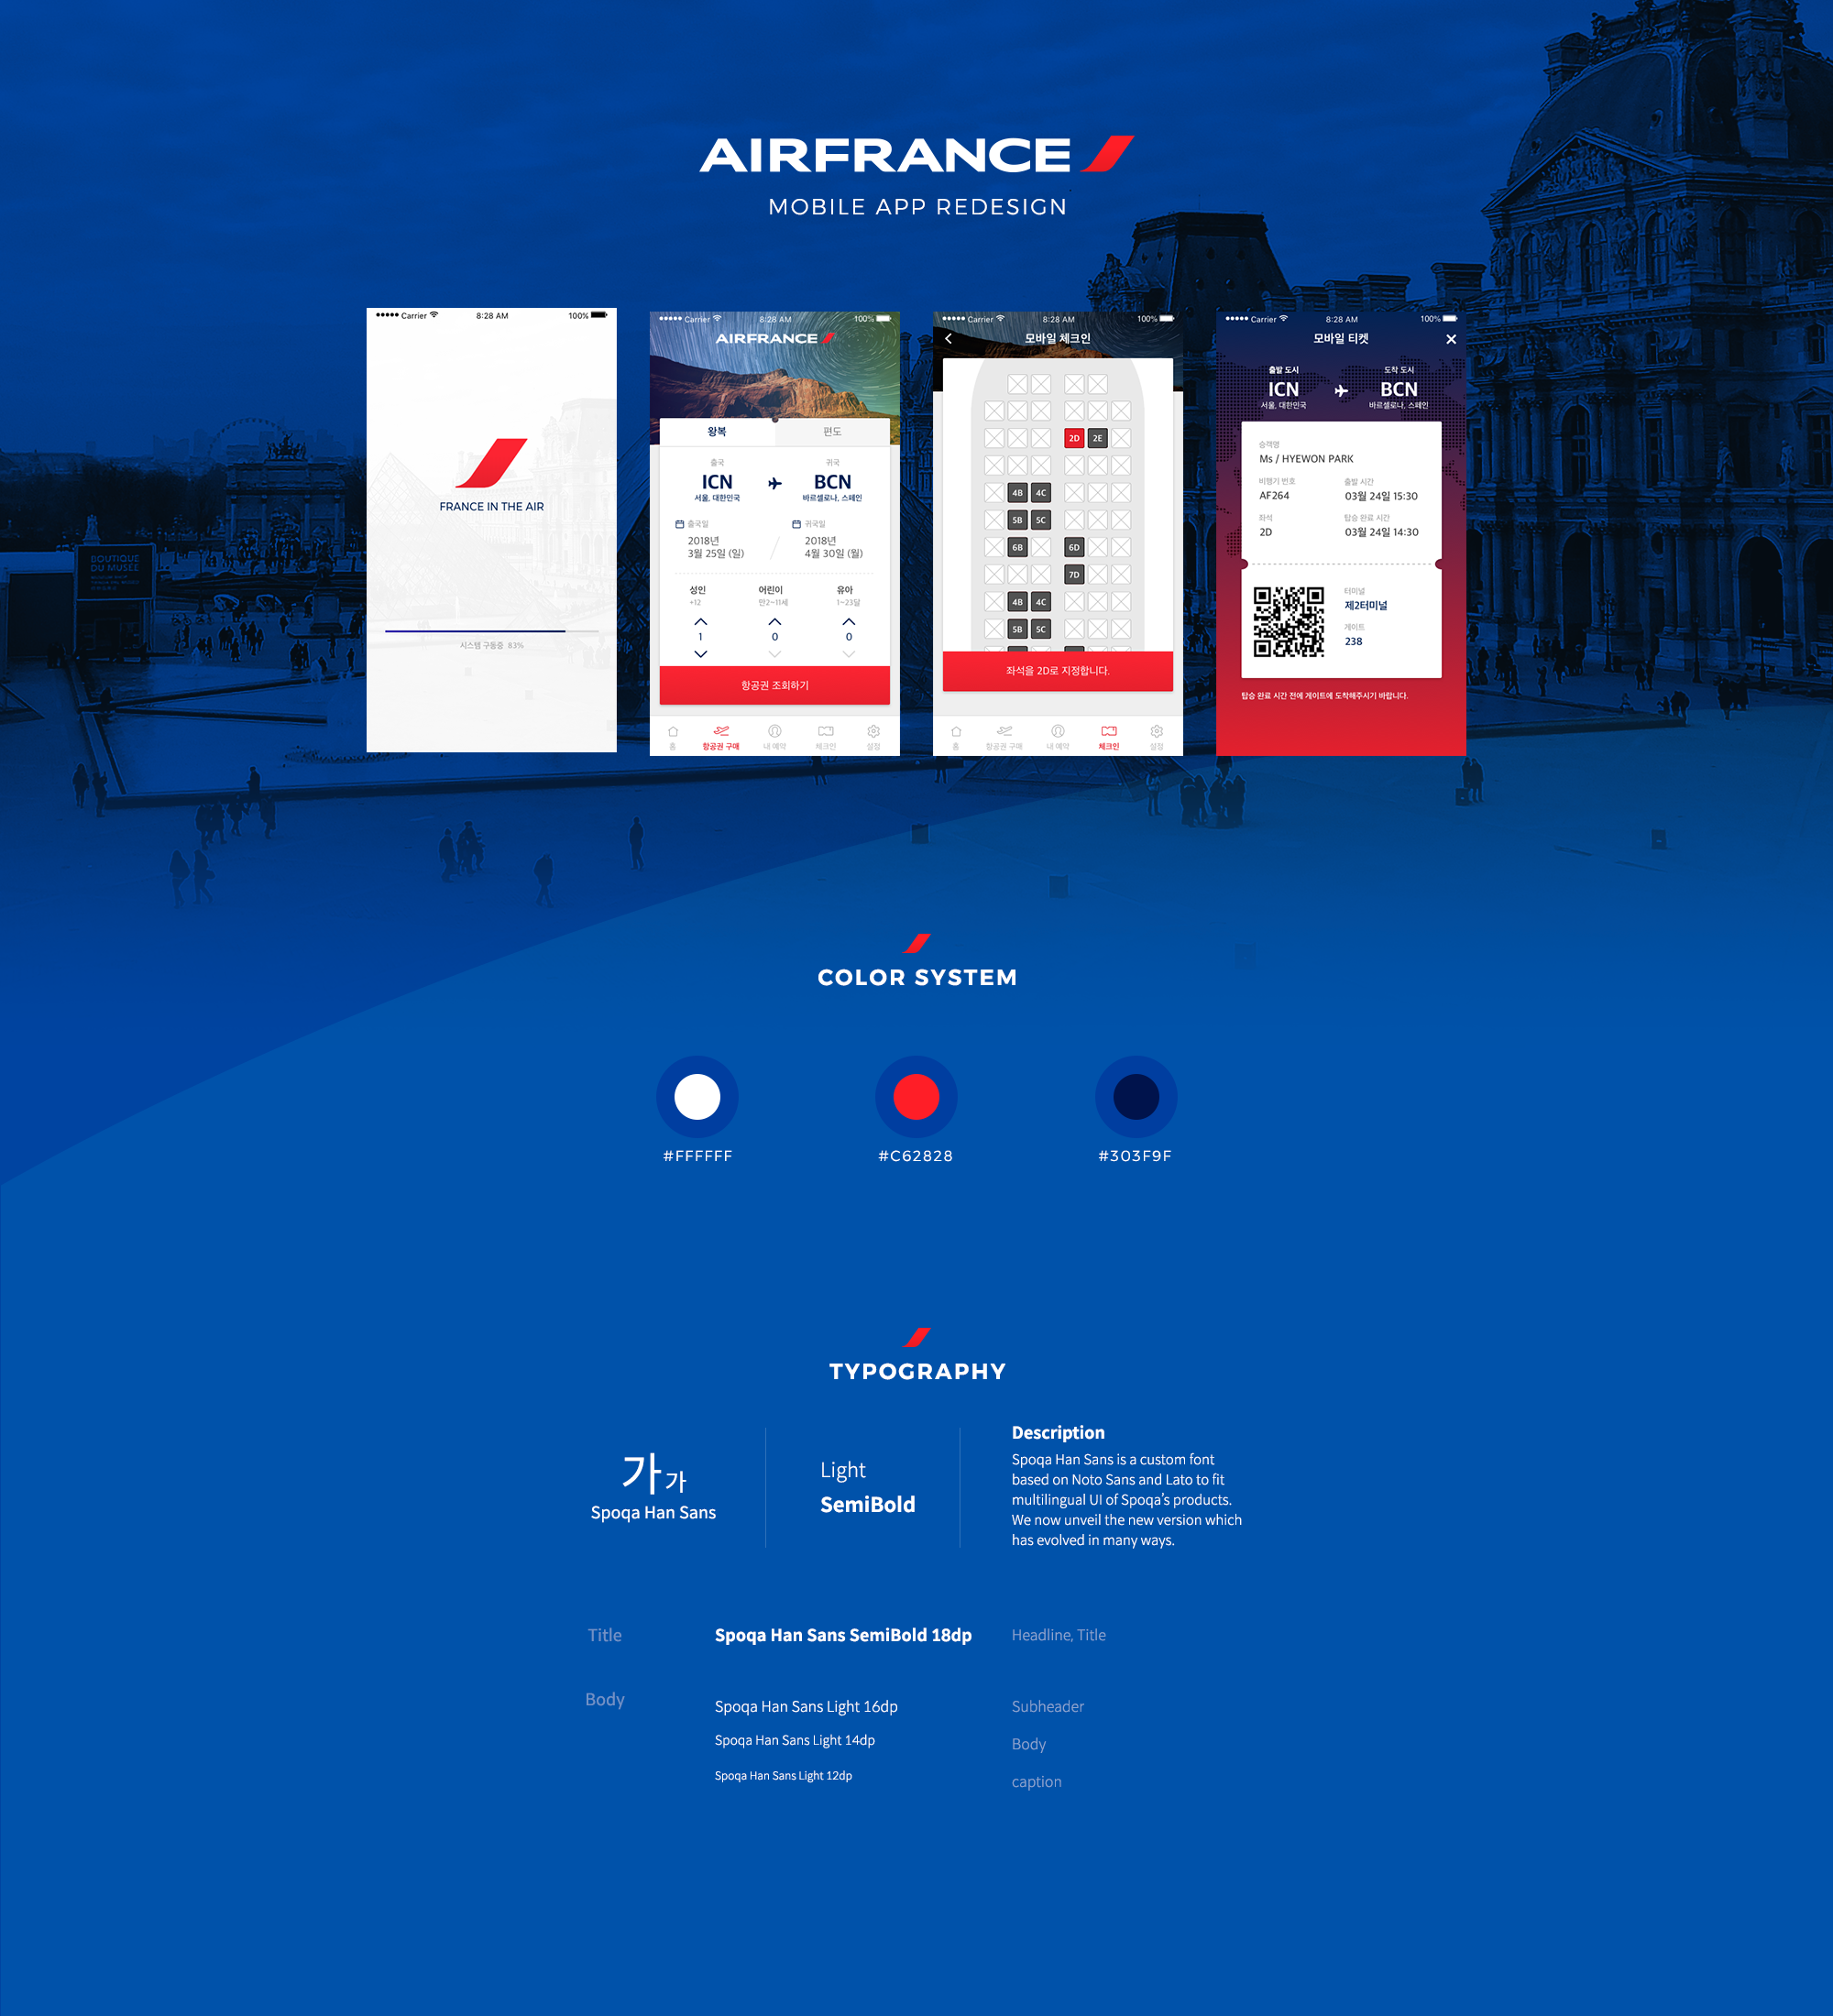 AIRFRANCE
MOBILE APP REDESIGN
Carrier 8:28 AM 100%
FRANCE IN THE AIR
시스템 구동중 83%
Carrier 8:28 AM 100%
AIRFRANCE
왕복 편도
출국 귀국
ICN BCN
서울, 대한민국 바르셀로나, 스페인
출국일 귀국일
2018년 2018년
3월 25일 (일) 4월 30일 (월)
성인 어린이 유아
+12 만2~11세 1~23달
1 0 0
항공권 조회하기
홈 항공권 구매 내 예약 체크인 설정
Carrier 8:28 AM 100%
모바일 체크인
2D 2E
4B 4C
5B 5C
6B 6D
7D
4B 4C
5B 5C
좌석을 2D로 지정합니다.
홈 항공권 구매 내 예약 체크인 설정
Carrier 8:28 AM 100%
모바일 티켓
출발 도시 도착 도시
ICN BCN
서울, 대한민국 바르셀로나, 스페인
승객명
Ms / HYEWON PARK
비행기 번호 출발 시간
AF264 03월 24일 15:30
좌석 탑승 완료 시간
2D 03월 24일 14:30
터미널
제2터미널
게이트
238
탑승 완료 시간 전에 게이트에 도착해주시기 바랍니다.
BOUTIQUE
DU MUSÉE
COLOR SYSTEM
#FFFFFF #C62828 #303F9F
TYPOGRAPHY
가가
Spoqa Han Sans
Light
SemiBold
Description
Spoqa Han Sans is a custom font
based on Noto Sans and Lato to fit
multilingual UI of Spoqa's products.
We now unveil the new version which
has evolved in many ways.
Title Spoqa Han Sans SemiBold 18dp Headline, Title
Body Spoqa Han Sans Light 16dp Subheader
Spoqa Han Sans Light 14dp Body
Spoqa Han Sans Light 12dp caption